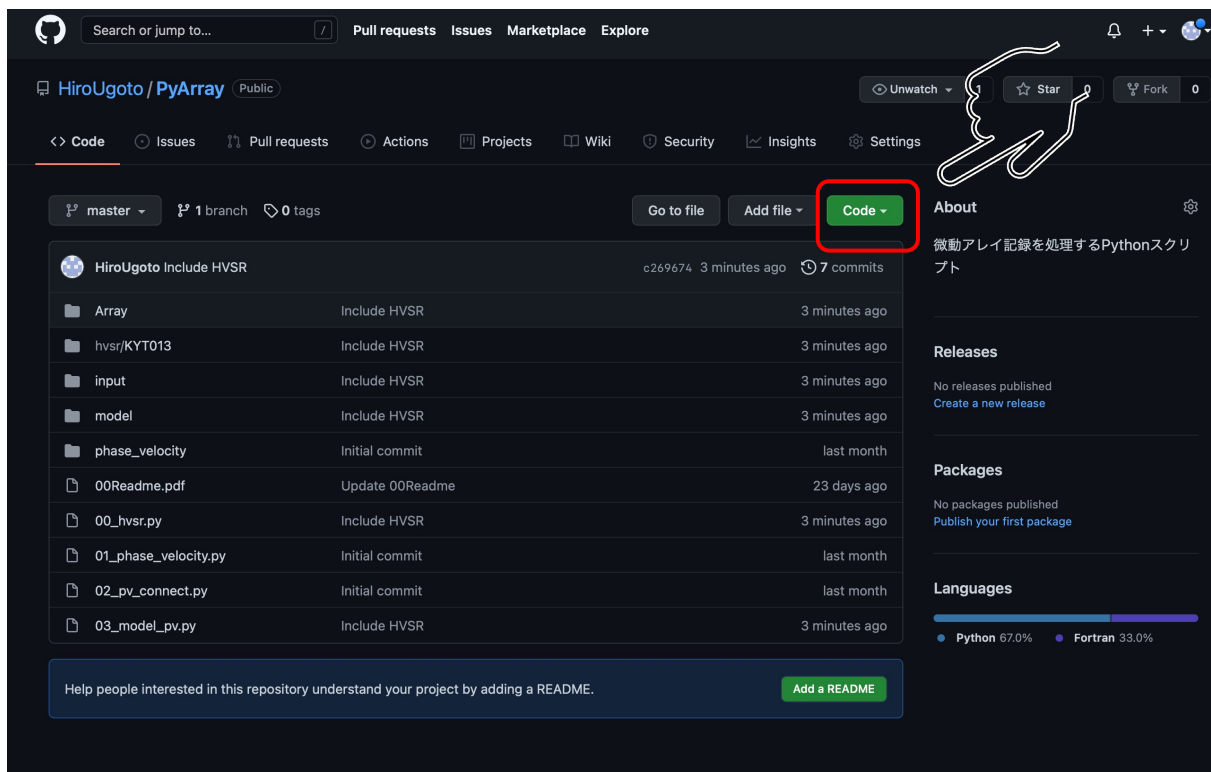 Search or jump to... / Pull requests Issues Marketplace Explore
HiroUgoto / PyArray Public
Unwatch 1 Star 0 Fork 0
<> Code Issues Pull requests Actions Projects Wiki Security Insights Settings
master 1 branch 0 tags Go to file Add file Code
HiroUgoto Include HVSR c269674 3 minutes ago 7 commits
Array Include HVSR 3 minutes ago
hvsr/KYT013 Include HVSR 3 minutes ago
input Include HVSR 3 minutes ago
model Include HVSR 3 minutes ago
phase_velocity Initial commit last month
00Readme.pdf Update 00Readme 23 days ago
00_hvsr.py Include HVSR 3 minutes ago
01_phase_velocity.py Initial commit last month
02_pv_connect.py Initial commit last month
03_model_pv.py Include HVSR 3 minutes ago
Help people interested in this repository understand your project by adding a README. Add a README
About
微動アレイ記録を処理するPythonスクリ
プト
Releases
No releases published
Create a new release
Packages
No packages published
Publish your first package
Languages
Python 67.0% Fortran 33.0%